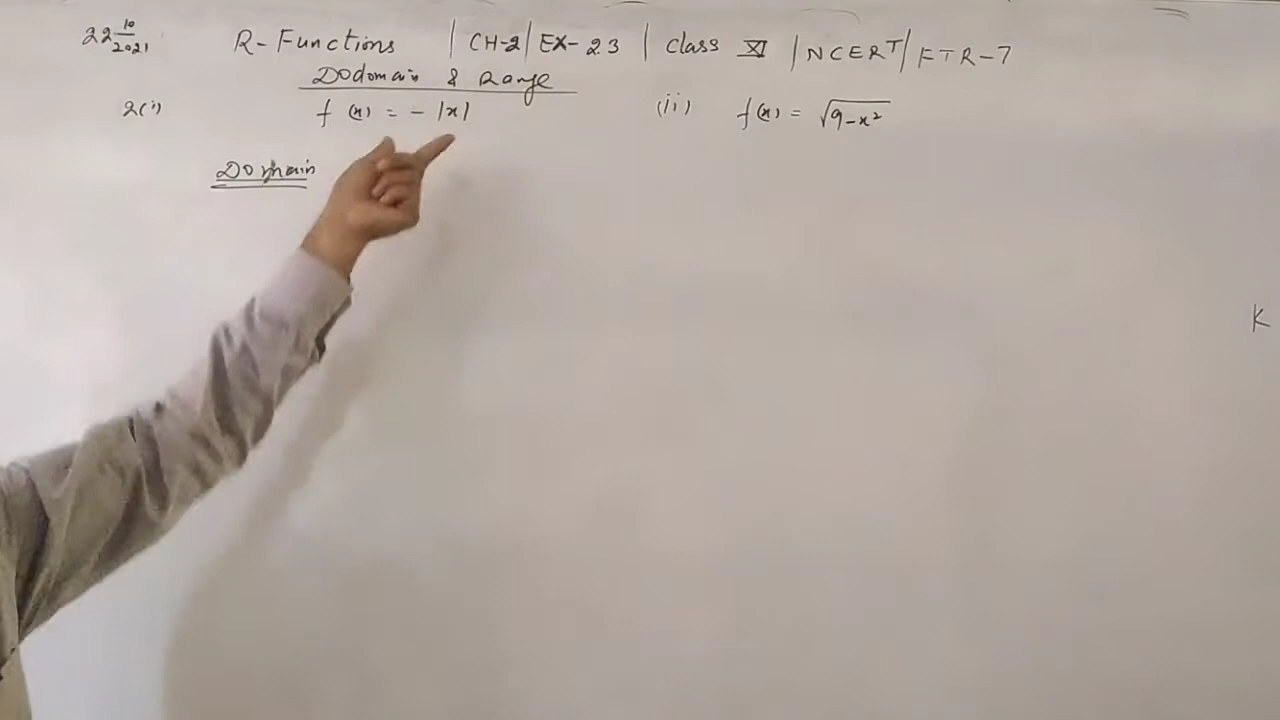 22 10/2021
R-Functions | CH-2 | EX-2.3 | Class XI | NCERT | FTR-7
DOdomain & Range
2(i) f(x) = -|x| (ii) f(x) = √9-x²
Domain
K